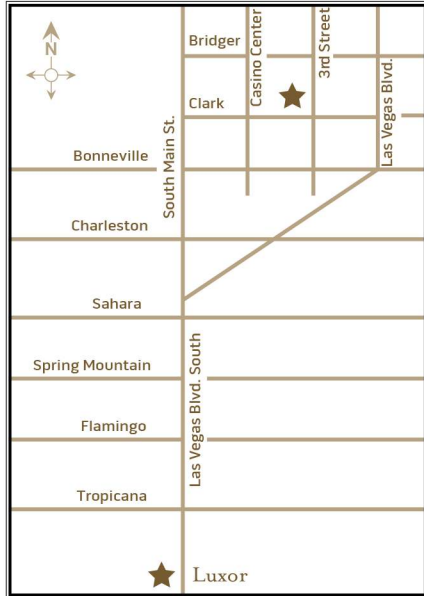 N
Bridger
Casino Center
3rd Street
Clark
Las Vegas Blvd.
South Main St.
Bonneville
Charleston
Sahara
Las Vegas Blvd. South
Spring Mountain
Flamingo
Tropicana
Luxor